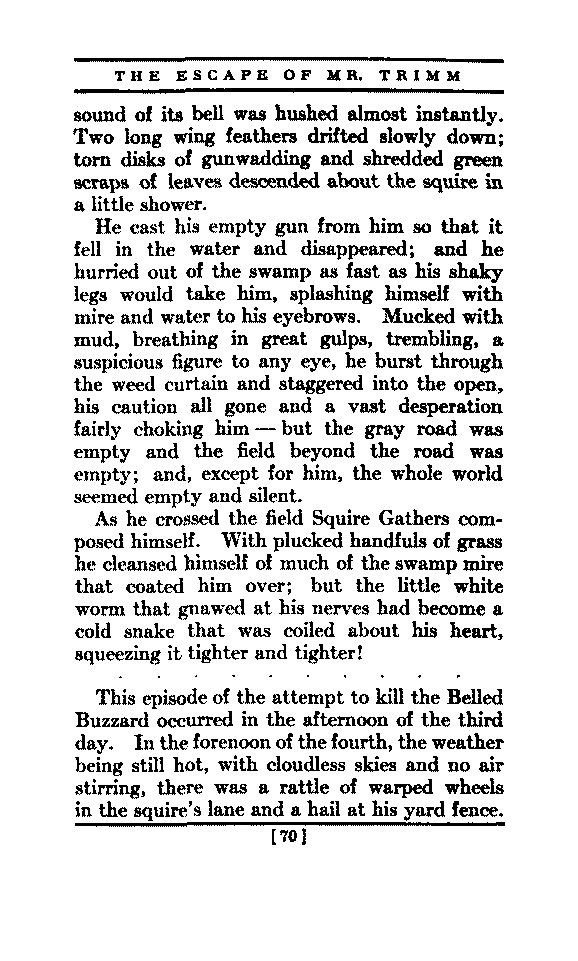 THE ESCAPE OF MR. TRIMM
sound of its bell was hushed almost instantly.
Two long wing feathers drifted slowly down;
torn disks of gunwadding and shredded green
scraps of leaves descended about the squire in
a little shower.
He cast his empty gun from him so that it
fell in the water and disappeared; and he
hurried out of the swamp as fast as his shaky
legs would take him, splashing himself with
mire and water to his eyebrows. Mucked with
mud, breathing in great gulps, trembling, a
suspicious figure to any eye, he burst through
the weed curtain and staggered into the open,
his caution all gone and a vast desperation
fairly choking him — but the gray road was
empty and the field beyond the road was
empty; and, except for him, the whole world
seemed empty and silent.
As he crossed the field Squire Gathers com-
posed himself. With plucked handfuls of grass
he cleansed himself of much of the swamp mire
that coated him over; but the little white
worm that gnawed at his nerves had become a
cold snake that was coiled about his heart,
squeezing it tighter and tighter!
. . . . . . . . . .
This episode of the attempt to kill the Belled
Buzzard occurred in the afternoon of the third
day. In the forenoon of the fourth, the weather
being still hot, with cloudless skies and no air
stirring, there was a rattle of warped wheels
in the squire's lane and a hail at his yard fence.
[70]